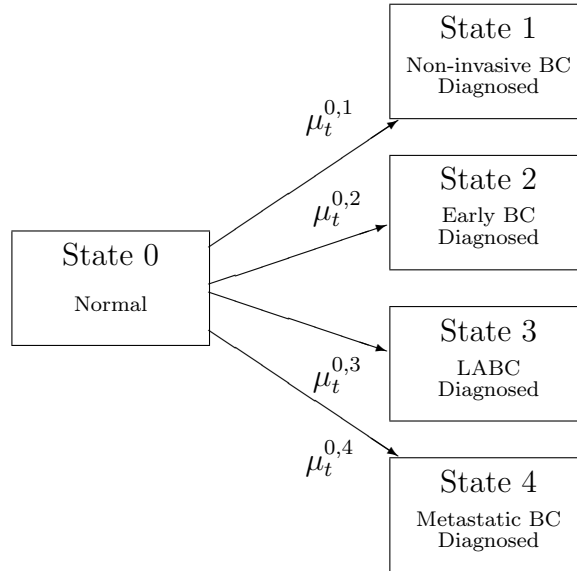 State 1
Non-invasive BC
Diagnosed
μ_t^{0,1}
State 2
Early BC
Diagnosed
μ_t^{0,2}
State 0
Normal
State 3
LABC
Diagnosed
μ_t^{0,3}
μ_t^{0,4}
State 4
Metastatic BC
Diagnosed